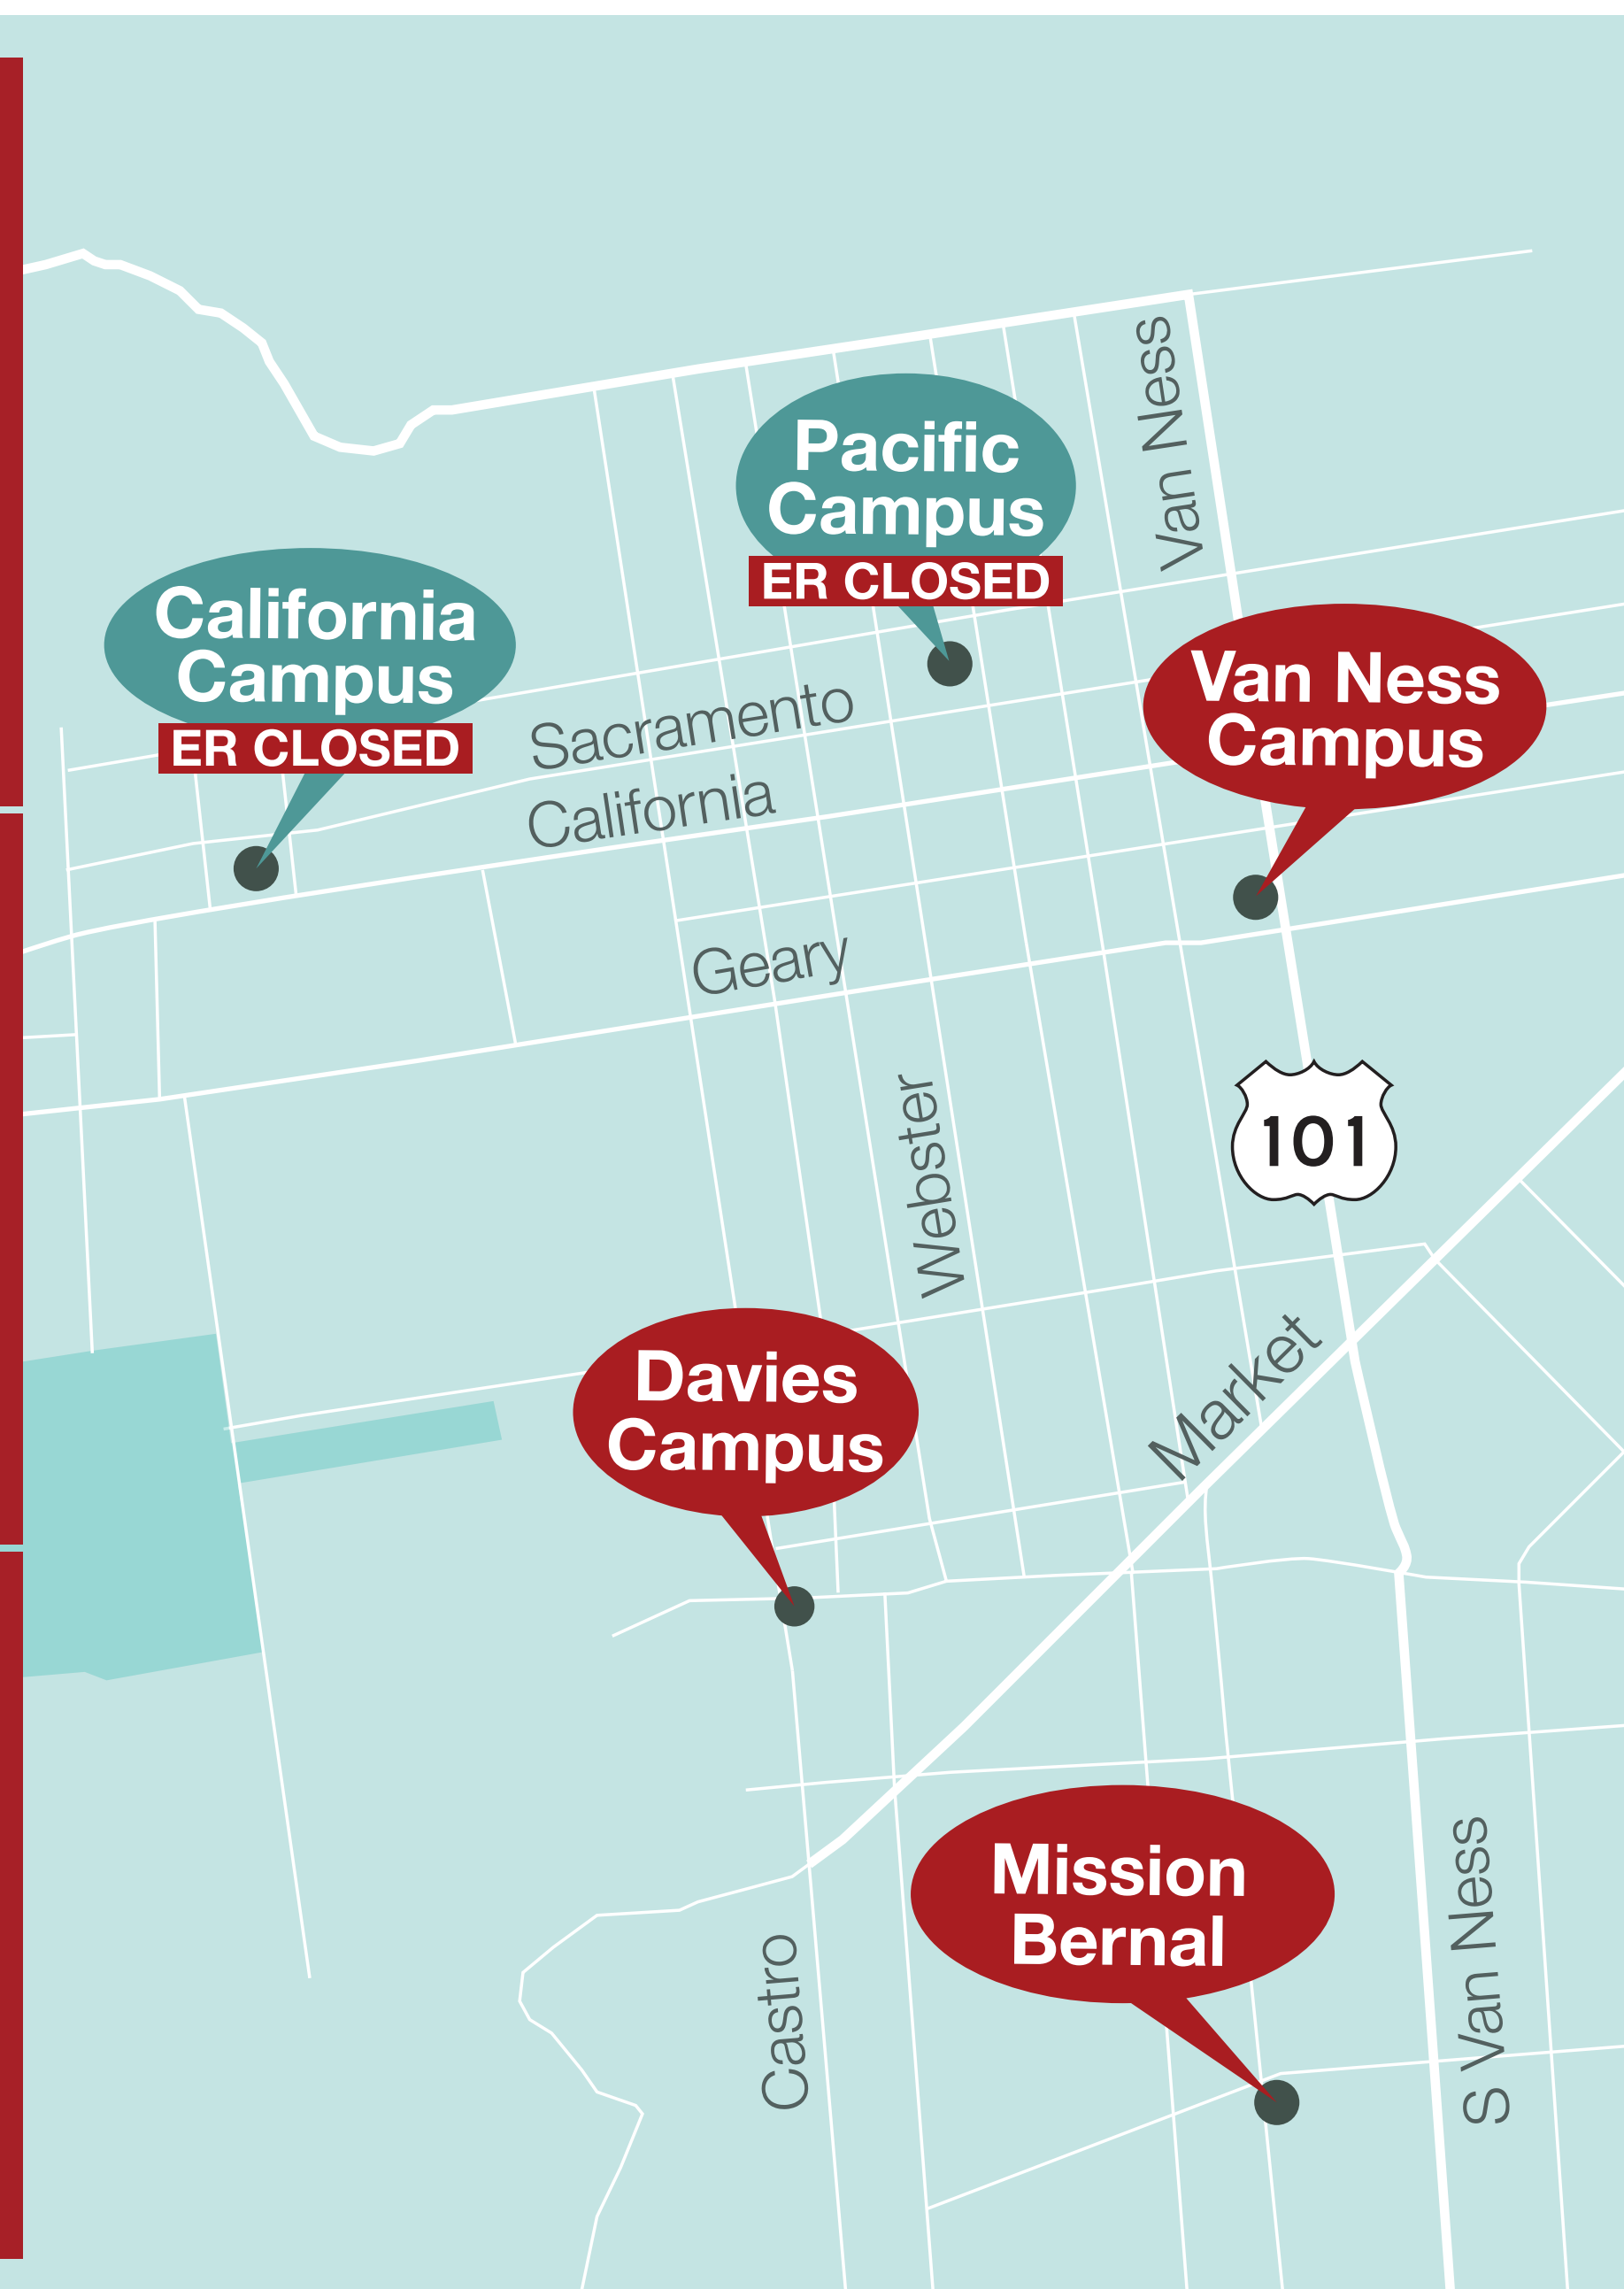 Van Ness
Pacific
Campus
ER CLOSED
California
Campus
ER CLOSED
Van Ness
Campus
Sacramento
California
Geary
Webster
101
Market
Davies
Campus
Mission
Bernal
Castro
S Van Ness